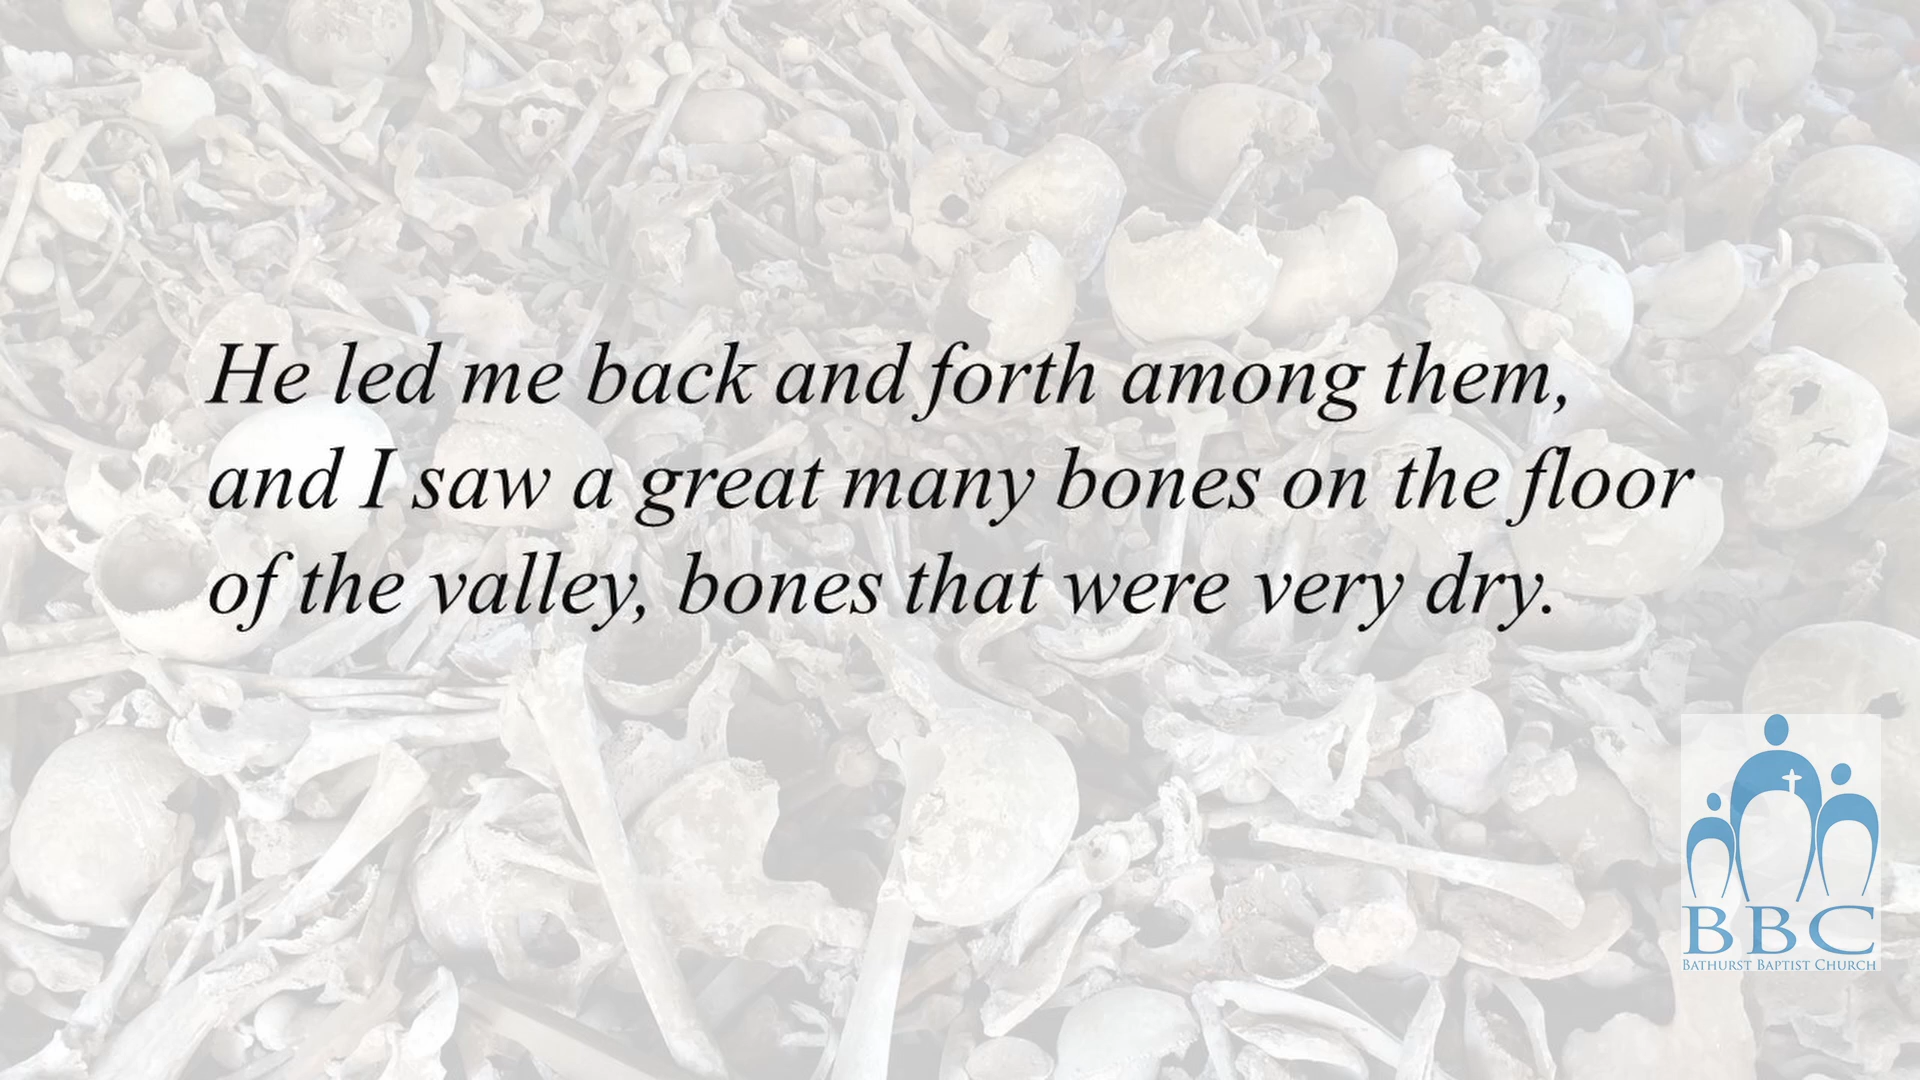 He led me back and forth among them,
and I saw a great many bones on the floor
of the valley, bones that were very dry.
BBC
BATHURST BAPTIST CHURCH